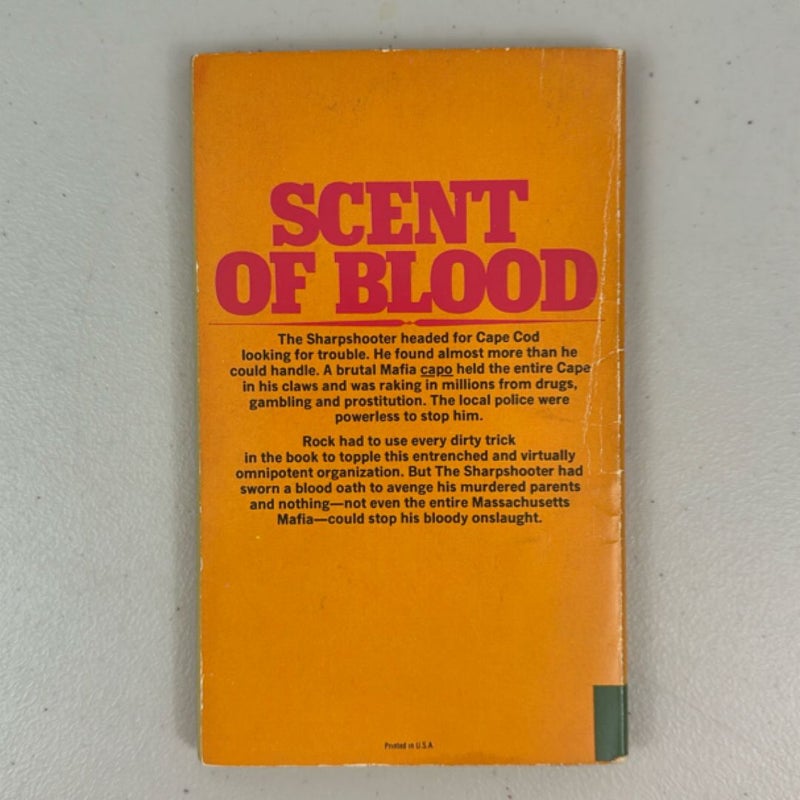 SCENT
OF BLOOD
The Sharpshooter headed for Cape Cod
looking for trouble. He found almost more than he
could handle. A brutal Mafia capo held the entire Cape
in his claws and was raking in millions from drugs,
gambling and prostitution. The local police were
powerless to stop him.
Rock had to use every dirty trick
in the book to topple this entrenched and virtually
omnipotent organization. But The Sharpshooter had
sworn a blood oath to avenge his murdered parents
and nothing—not even the entire Massachusetts
Mafia—could stop his bloody onslaught.
Printed in U.S.A.